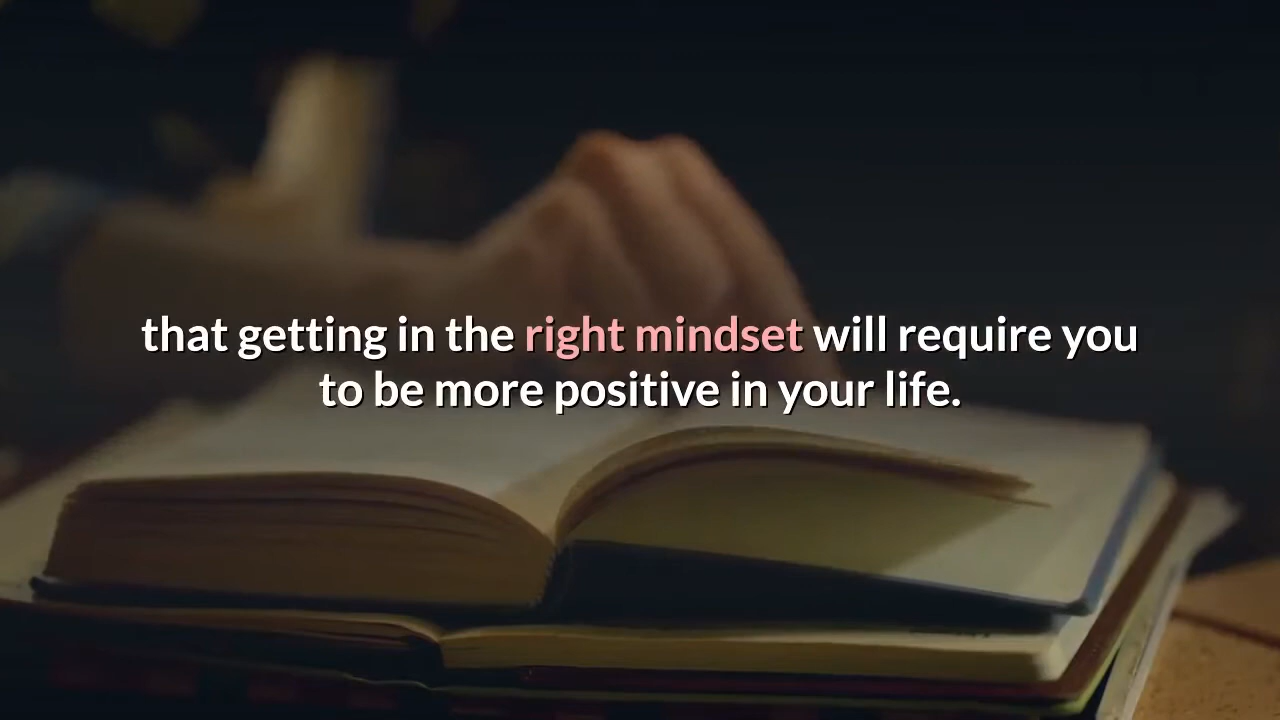 that getting in the right mindset will require you
to be more positive in your life.